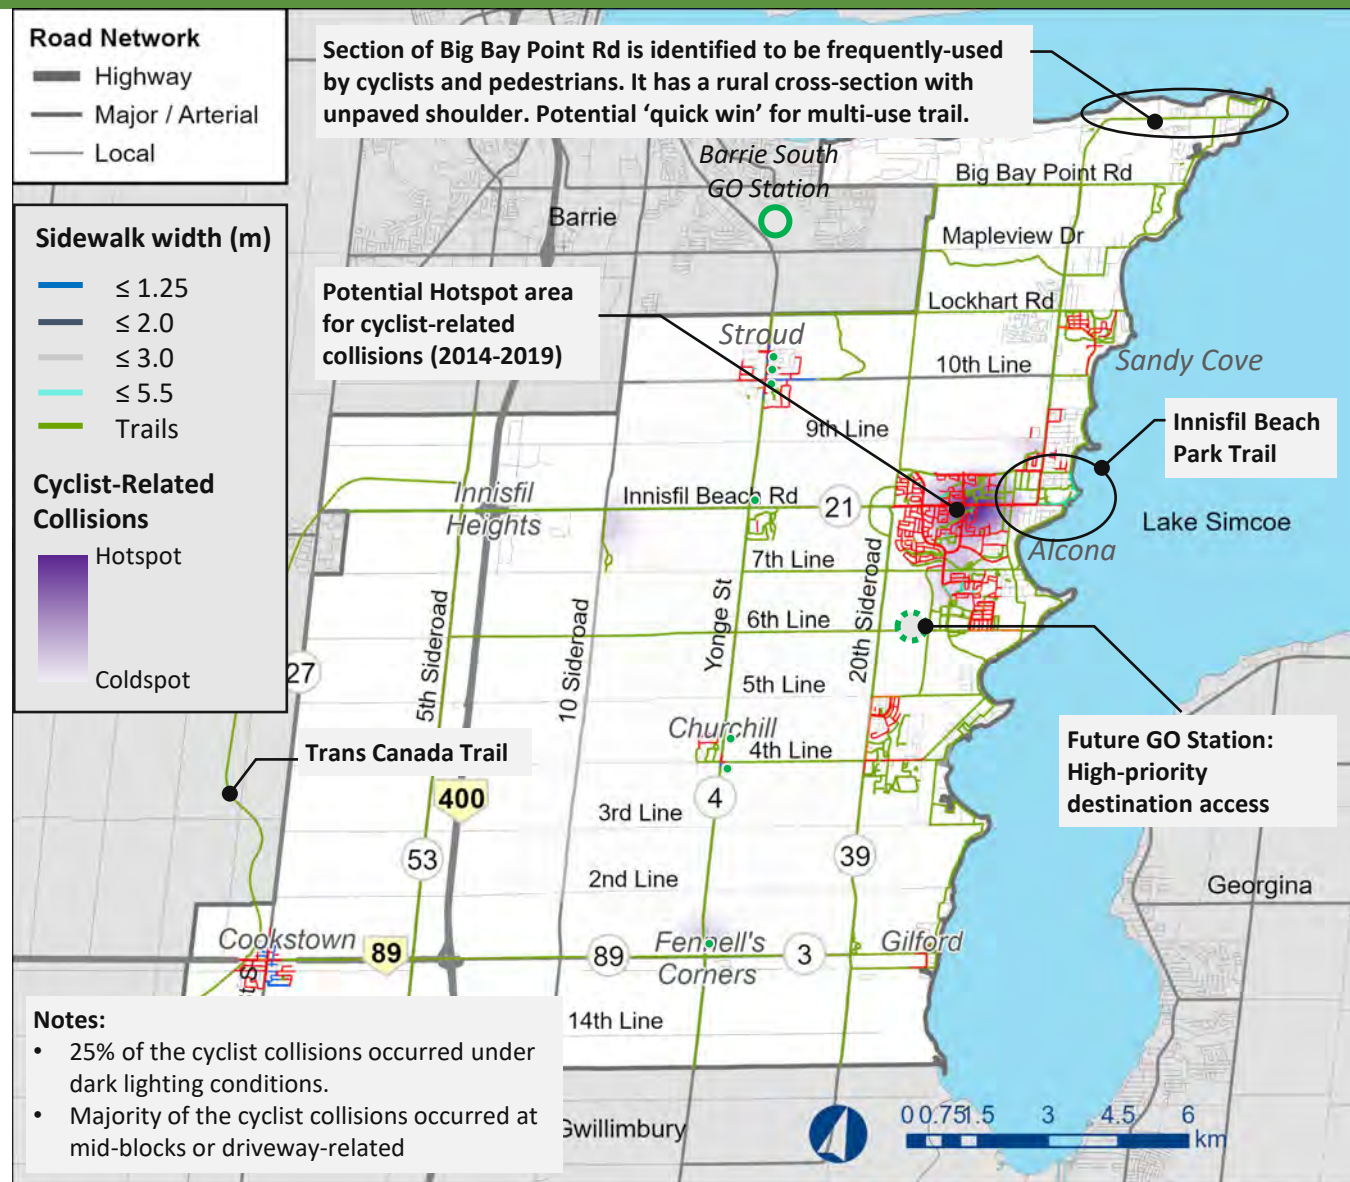 Road Network
Highway
Major / Arterial
Local
Section of Big Bay Point Rd is identified to be frequently-used
by cyclists and pedestrians. It has a rural cross-section with
unpaved shoulder. Potential ‘quick win’ for multi-use trail.
Sidewalk width (m)
≤ 1.25
≤ 2.0
≤ 3.0
≤ 5.5
Trails
Cyclist-Related
Collisions
Hotspot
Coldspot
Barrie South
GO Station
Barrie
Big Bay Point Rd
Mapleview Dr
Lockhart Rd
Potential Hotspot area
for cyclist-related
collisions (2014-2019)
Stroud
10th Line
Sandy Cove
9th Line
Innisfil Beach
Park Trail
Innisfil
Heights
Innisfil Beach Rd
21
Lake Simcoe
Alcona
7th Line
6th Line
5th Sideroad
10 Sideroad
Yonge St
20th Sideroad
27
5th Line
Churchill
4th Line
Trans Canada Trail
Future GO Station:
High-priority
destination access
400
4
3rd Line
53
39
2nd Line
Georgina
Cookstown
89
89
Fennell's
Corners
3
Gilford
14th Line
Notes:
• 25% of the cyclist collisions occurred under
dark lighting conditions.
• Majority of the cyclist collisions occurred at
mid-blocks or driveway-related
Gwillimbury
0 0.75 1.5 3 4.5 6
km